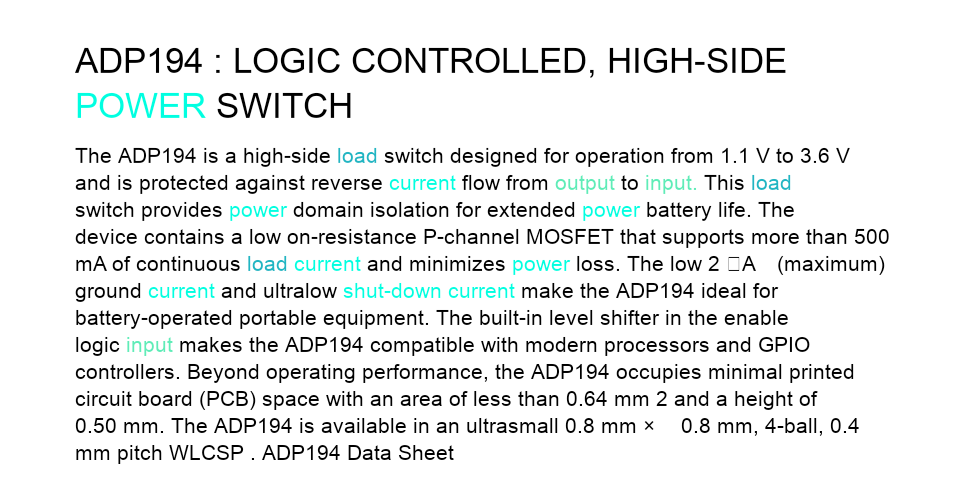 ADP194 : LOGIC CONTROLLED, HIGH-SIDE
POWER SWITCH
The ADP194 is a high-side load switch designed for operation from 1.1 V to 3.6 V
and is protected against reverse current flow from output to input. This load
switch provides power domain isolation for extended power battery life. The
device contains a low on-resistance P-channel MOSFET that supports more than 500
mA of continuous load current and minimizes power loss. The low 2 □A (maximum)
ground current and ultralow shut-down current make the ADP194 ideal for
battery-operated portable equipment. The built-in level shifter in the enable
logic input makes the ADP194 compatible with modern processors and GPIO
controllers. Beyond operating performance, the ADP194 occupies minimal printed
circuit board (PCB) space with an area of less than 0.64 mm 2 and a height of
0.50 mm. The ADP194 is available in an ultrasmall 0.8 mm × 0.8 mm, 4-ball, 0.4
mm pitch WLCSP . ADP194 Data Sheet